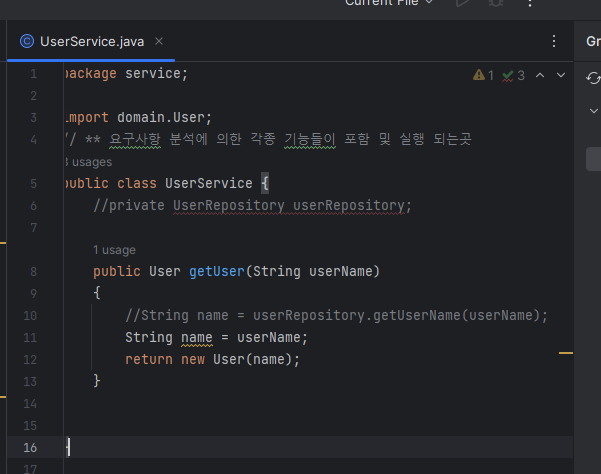 Current File
UserService.java
Gr
1 package service;
1 3
2
3 import domain.User;
4 // ** 요구사항 분석에 의한 각종 기능들이 포함 및 실행 되는곳
3 usages
5 public class UserService {
6 //private UserRepository userRepository;
7
1 usage
8 public User getUser(String userName)
9 {
10 //String name = userRepository.getUserName(userName);
11 String name = userName;
12 return new User(name);
13 }
14
15
16 }
17